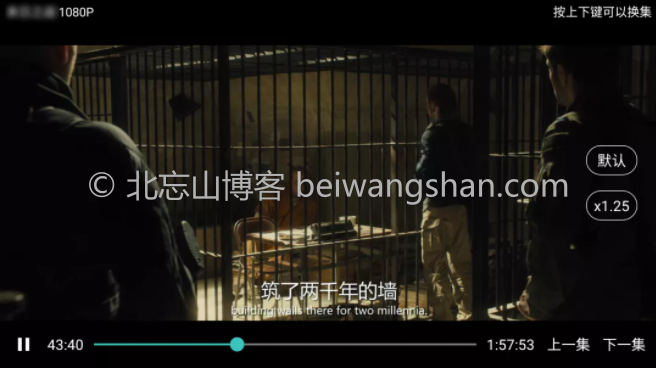 1080P
按上下键可以换集
默认
© 北忘山博客 beiwangshan.com
x1.25
筑了两千年的墙
building walls there for two millennia.
43:40
1:57:53
上一集
下一集